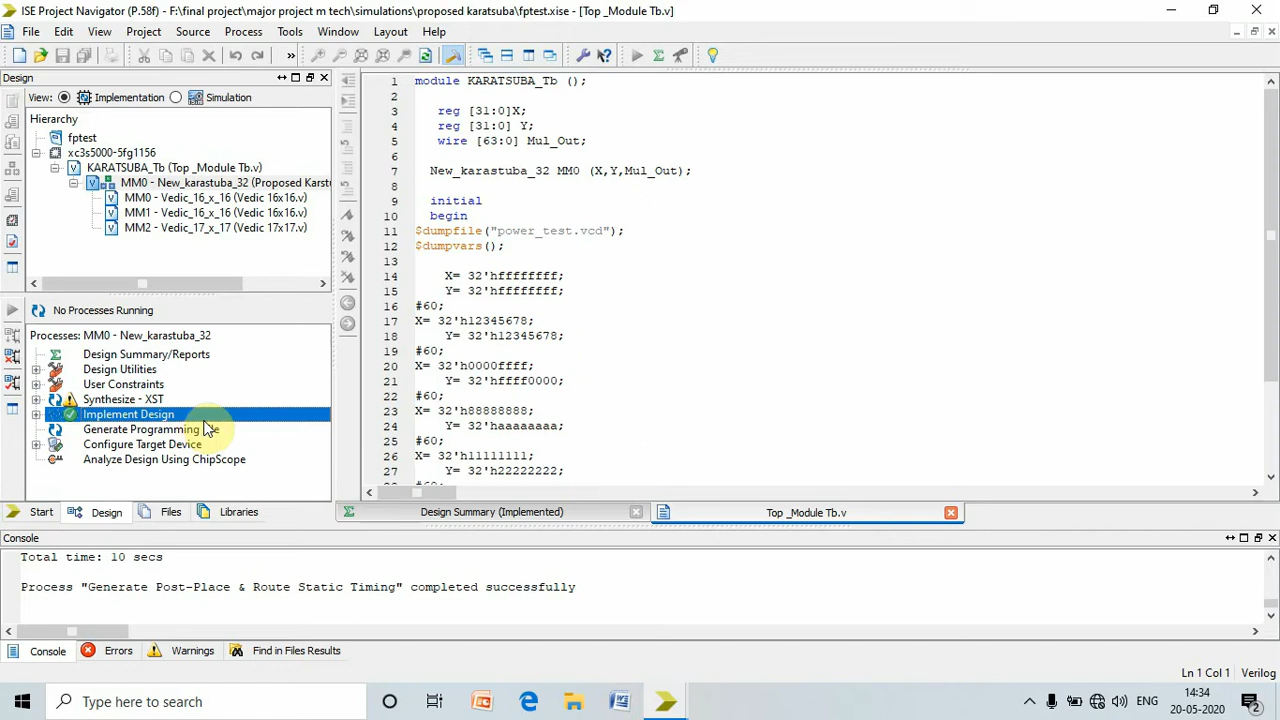 ISE Project Navigator (P.58f) - F:\final project\major project m tech\simulations\proposed karatsuba\fptest.xise - [Top _Module Tb.v]
File Edit View Project Source Process Tools Window Layout Help
Design
View: Implementation Simulation
Hierarchy
fptest
xc3s5000-5fg1156
KARATSUBA_Tb (Top _Module Tb.v)
MM0 - New_karastuba_32 (Proposed Karst
MM0 - Vedic_16_x_16 (Vedic 16x16.v)
MM1 - Vedic_16_x_16 (Vedic 16x16.v)
MM2 - Vedic_17_x_17 (Vedic 17x17.v)
No Processes Running
Processes: MM0 - New_karastuba_32
Design Summary/Reports
Design Utilities
User Constraints
Synthesize - XST
Implement Design
Generate Programming
Configure Target Device
Analyze Design Using ChipScope
Start Design Files Libraries
1 module KARATSUBA_Tb ();
2
3 reg [31:0]X;
4 reg [31:0] Y;
5 wire [63:0] Mul_Out;
6
7 New_karastuba_32 MM0 (X,Y,Mul_Out);
8
9 initial
10 begin
11 $dumpfile("power_test.vcd");
12 $dumpvars();
13
14 X= 32'hffffffff;
15 Y= 32'hffffffff;
16 #60;
17 X= 32'h12345678;
18 Y= 32'h12345678;
19 #60;
20 X= 32'h0000ffff;
21 Y= 32'hffff0000;
22 #60;
23 X= 32'h88888888;
24 Y= 32'haaaaaaaa;
25 #60;
26 X= 32'h11111111;
27 Y= 32'h22222222;
Design Summary (Implemented) Top _Module Tb.v
Console
Total time: 10 secs
Process "Generate Post-Place & Route Static Timing" completed successfully
Console Errors Warnings Find in Files Results
Ln 1 Col 1 Verilog
Type here to search
ENG
14:34
20-05-2020
2